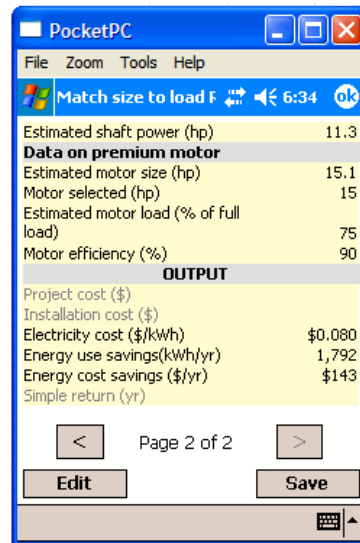 PocketPC
File Zoom Tools Help
Match size to load F 6:34 ok
Estimated shaft power (hp) 11.3
Data on premium motor
Estimated motor size (hp) 15.1
Motor selected (hp) 15
Estimated motor load (% of full
load) 75
Motor efficiency (%) 90
OUTPUT
Project cost ($)
Installation cost ($)
Electricity cost ($/kWh) $0.080
Energy use savings(kWh/yr) 1,792
Energy cost savings ($/yr) $143
Simple return (yr)
< Page 2 of 2 >
Edit Save